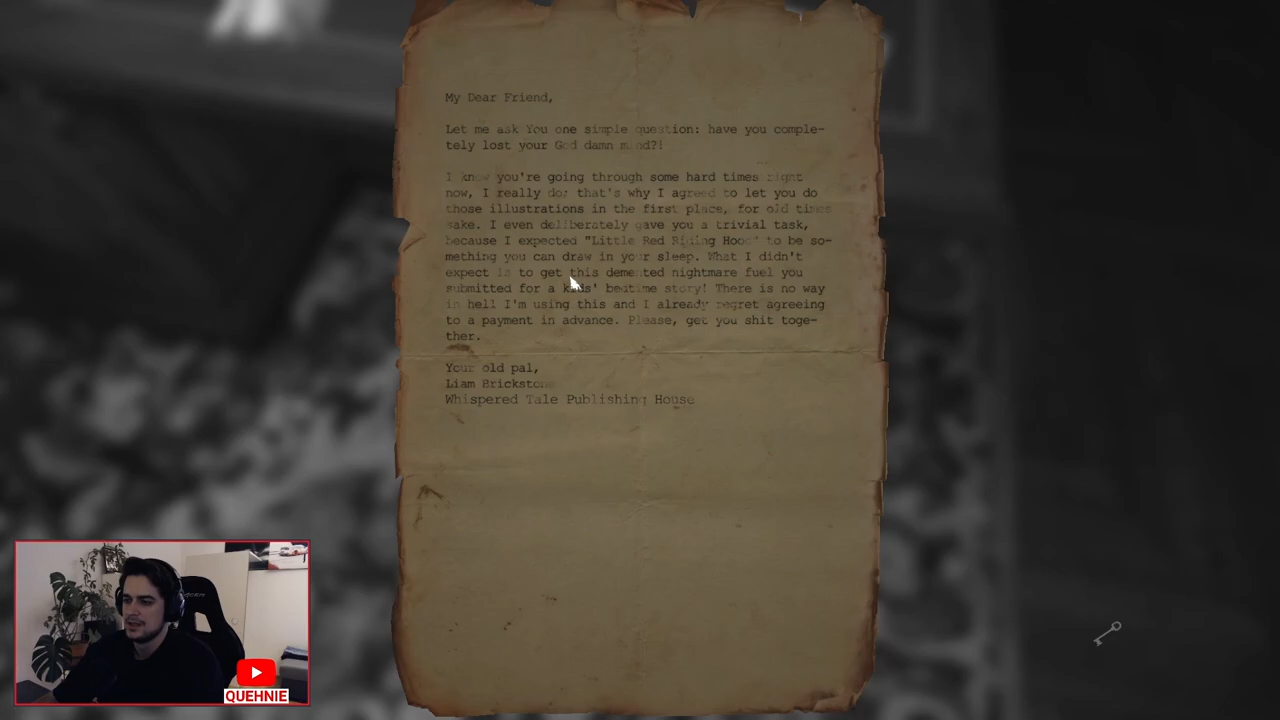 My Dear Friend,
Let me ask You one simple question: have you comple-
tely lost your God damn mind?!
I know you're going through some hard times right
now, I really do; that's why I agreed to let you do
those illustrations in the first place, for old times
sake. I even deliberately gave you a trivial task,
because I expected "Little Red Riding Hood" to be so-
mething you can draw in your sleep. What I didn't
expect is to get this demented nightmare fuel you
submitted for a kids' bedtime story! There is no way
in hell I'm using this and I already regret agreeing
to a payment in advance. Please, get you shit toge-
ther.
Your old pal,
Liam Brickstone
Whispered Tale Publishing House
QUEHNIE